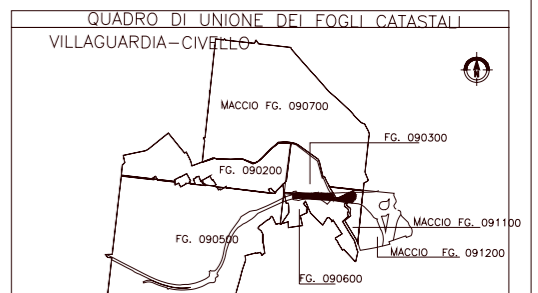 QUADRO DI UNIONE DEI FOGLI CATASTALI
VILLAGUARDIA-CIVELLO
N
MACCIO FG. 090700
FG. 090300
FG. 090200
MACCIO FG. 091100
FG. 090500
MACCIO FG. 091200
FG. 090600